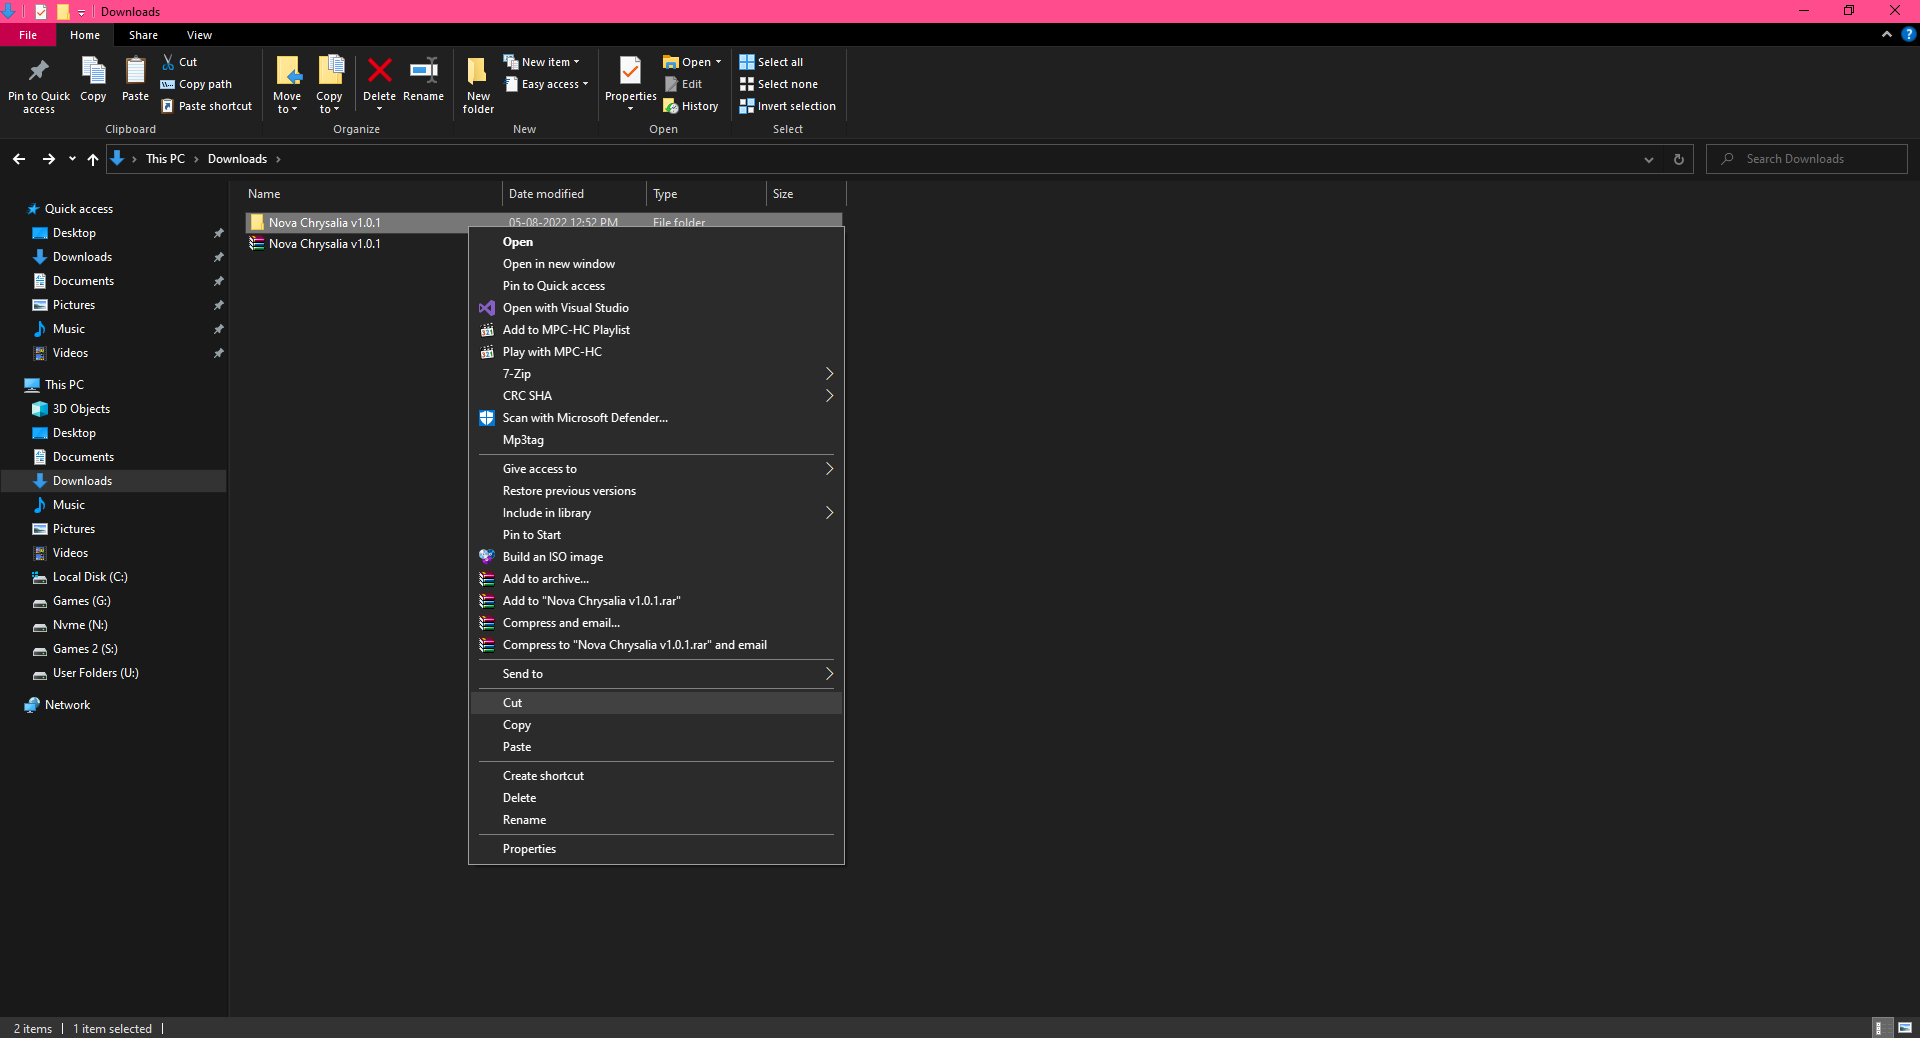 Downloads
File Home Share View
Pin to Quick access
Copy
Paste
Cut
Copy path
Paste shortcut
Clipboard
Move to
Copy to
Delete
Rename
Organize
New folder
New item
Easy access
New
Properties
Open
Edit
History
Open
Select all
Select none
Invert selection
Select
This PC Downloads
Search Downloads
Name Date modified Type Size
Nova Chrysalia v1.0.1 05-08-2022 12:52 PM File folder
Nova Chrysalia v1.0.1
Quick access
Desktop
Downloads
Documents
Pictures
Music
Videos
This PC
3D Objects
Desktop
Documents
Downloads
Music
Pictures
Videos
Local Disk (C:)
Games (G:)
Nvme (N:)
Games 2 (S:)
User Folders (U:)
Network
Open
Open in new window
Pin to Quick access
Open with Visual Studio
Add to MPC-HC Playlist
Play with MPC-HC
7-Zip
CRC SHA
Scan with Microsoft Defender...
Mp3tag
Give access to
Restore previous versions
Include in library
Pin to Start
Build an ISO image
Add to archive...
Add to "Nova Chrysalia v1.0.1.rar"
Compress and email...
Compress to "Nova Chrysalia v1.0.1.rar" and email
Send to
Cut
Copy
Paste
Create shortcut
Delete
Rename
Properties
2 items 1 item selected